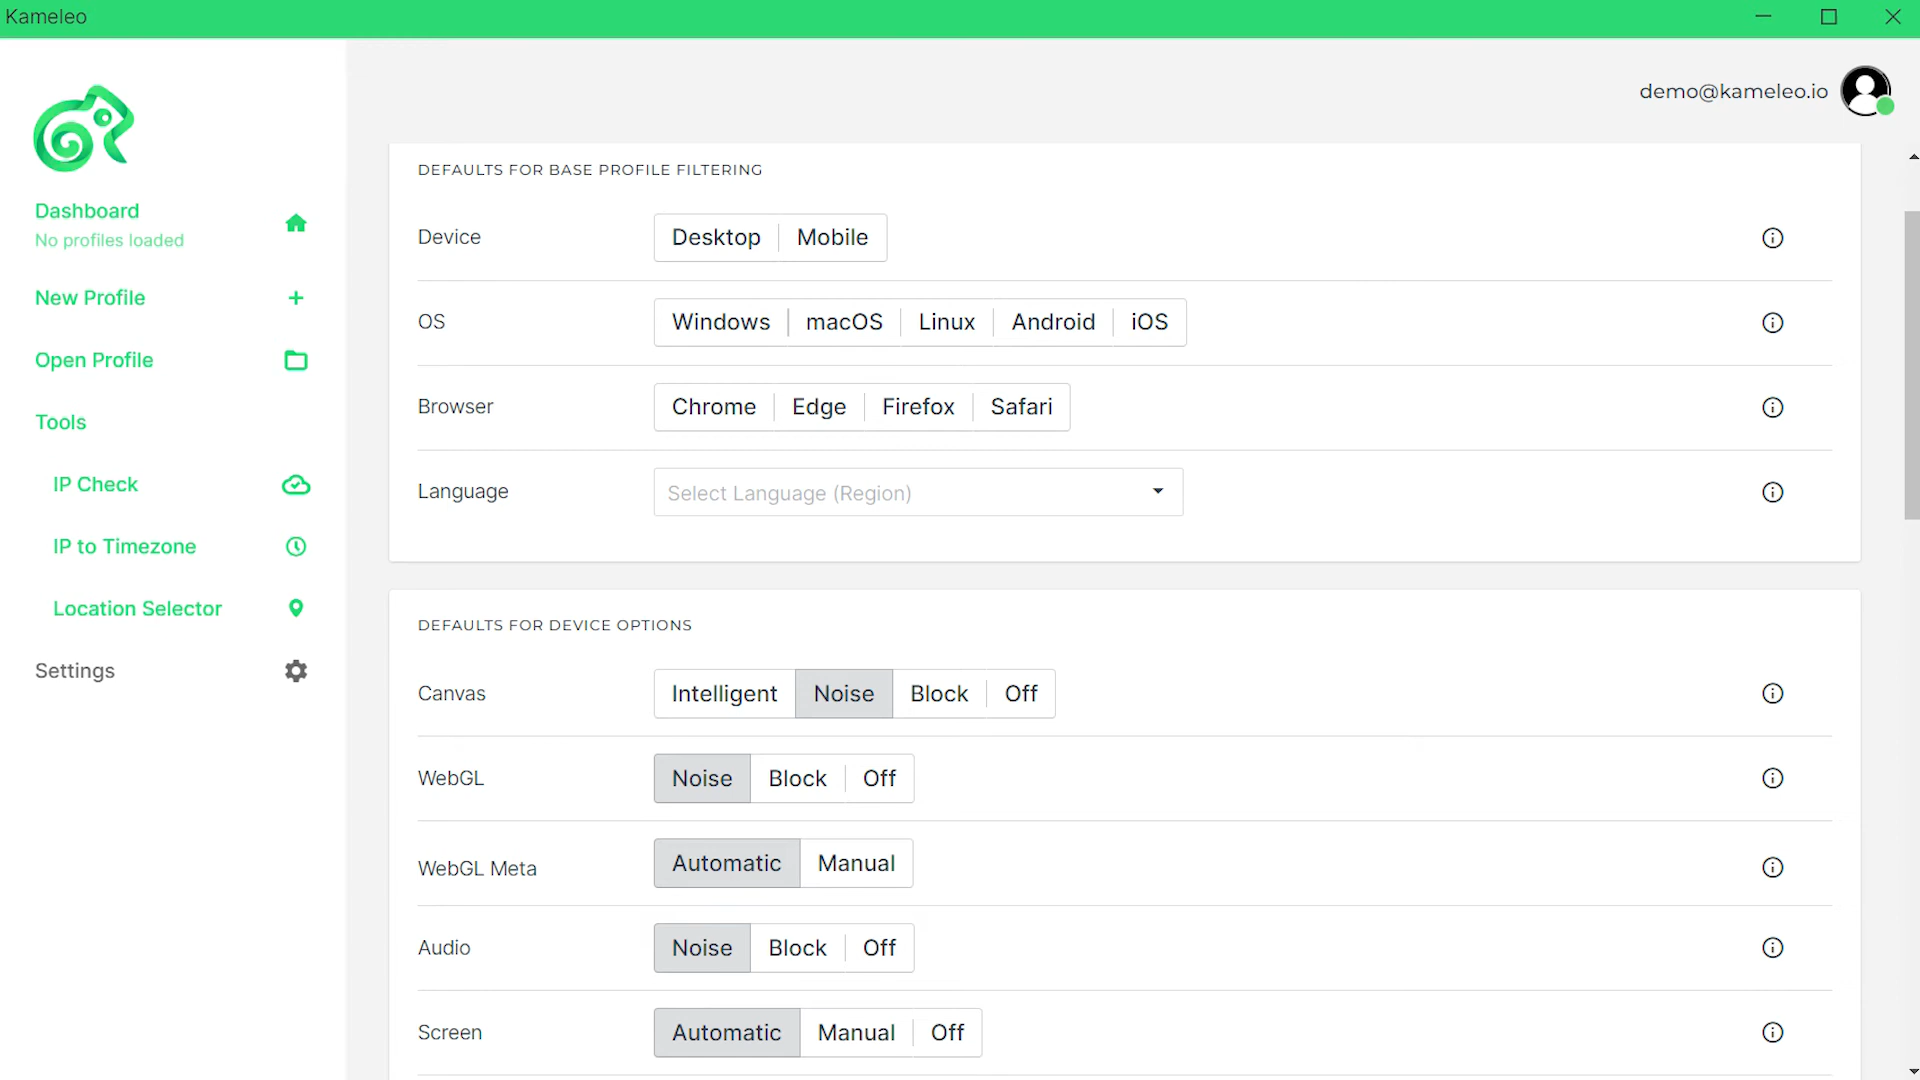 Kameleo
demo@kameleo.io
Dashboard
No profiles loaded
New Profile
Open Profile
Tools
IP Check
IP to Timezone
Location Selector
Settings
DEFAULTS FOR BASE PROFILE FILTERING
Device Desktop Mobile
OS Windows macOS Linux Android iOS
Browser Chrome Edge Firefox Safari
Language Select Language (Region)
DEFAULTS FOR DEVICE OPTIONS
Canvas Intelligent Noise Block Off
WebGL Noise Block Off
WebGL Meta Automatic Manual
Audio Noise Block Off
Screen Automatic Manual Off